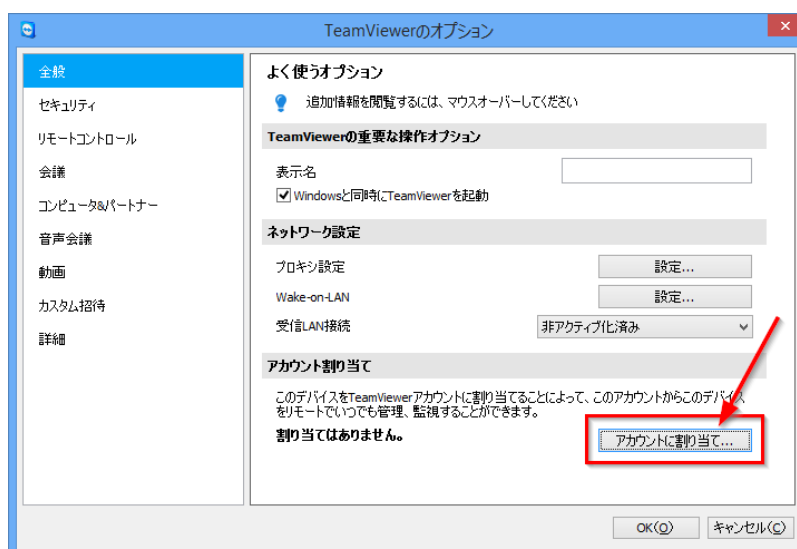 TeamViewerのオプション
全般
セキュリティ
リモートコントロール
会議
コンピュータ&パートナー
音声会議
動画
カスタム招待
詳細
よく使うオプション
追加情報を閲覧するには、マウスオーバーしてください
TeamViewerの重要な操作オプション
表示名
Windowsと同時にTeamViewerを起動
ネットワーク設定
プロキシ設定 設定...
Wake-on-LAN 設定...
受信LAN接続 非アクティブ化済み
アカウント割り当て
このデバイスをTeamViewerアカウントに割り当てることによって、このアカウントからこのデバイス
をリモートでいつでも管理、監視することができます。
割り当てはありません。 アカウントに割り当て...
OK(O) キャンセル(C)